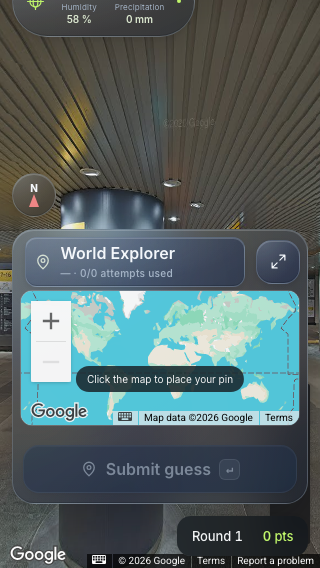 Humidity
58 %
Precipitation
0 mm
N
World Explorer
— · 0/0 attempts used
Click the map to place your pin
Google
Map data ©2026 Google
Terms
Submit guess
Round 1
0 pts
Google
© 2026 Google
Terms
Report a problem